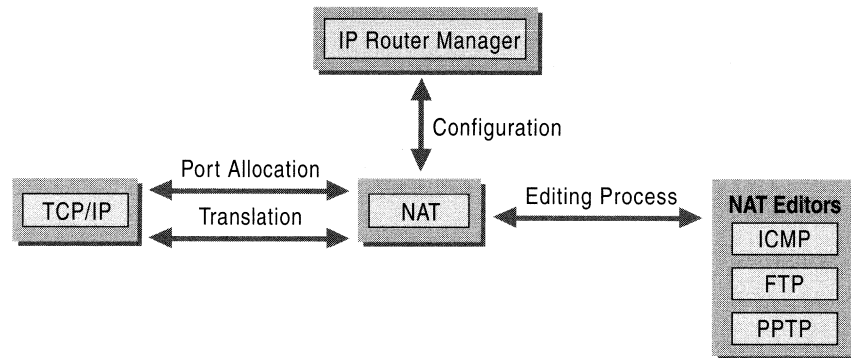 IP Router Manager
Configuration
Port Allocation
TCP/IP
Translation
NAT
Editing Process
NAT Editors
ICMP
FTP
PPTP